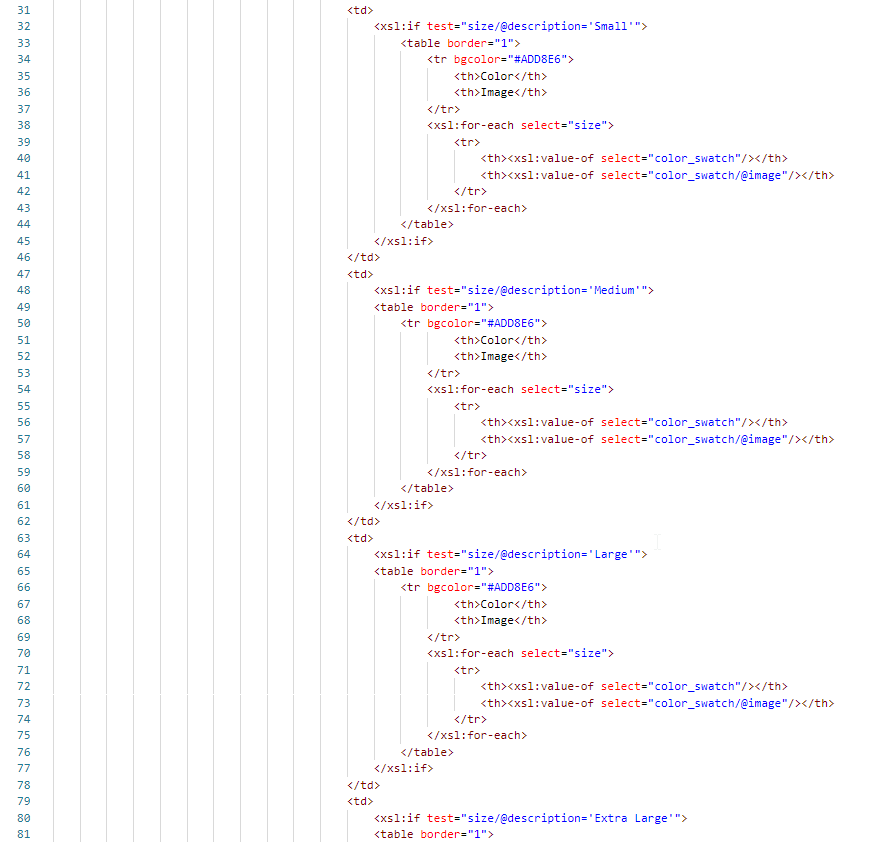 31 <td>
32 <xsl:if test="size/@description='Small'">
33 <table border="1">
34 <tr bgcolor="#ADD8E6">
35 <th>Color</th>
36 <th>Image</th>
37 </tr>
38 <xsl:for-each select="size">
39 <tr>
40 <th><xsl:value-of select="color_swatch"/></th>
41 <th><xsl:value-of select="color_swatch/@image"/></th>
42 </tr>
43 </xsl:for-each>
44 </table>
45 </xsl:if>
46 </td>
47 <td>
48 <xsl:if test="size/@description='Medium'">
49 <table border="1">
50 <tr bgcolor="#ADD8E6">
51 <th>Color</th>
52 <th>Image</th>
53 </tr>
54 <xsl:for-each select="size">
55 <tr>
56 <th><xsl:value-of select="color_swatch"/></th>
57 <th><xsl:value-of select="color_swatch/@image"/></th>
58 </tr>
59 </xsl:for-each>
60 </table>
61 </xsl:if>
62 </td>
63 <td>
64 <xsl:if test="size/@description='Large'">
65 <table border="1">
66 <tr bgcolor="#ADD8E6">
67 <th>Color</th>
68 <th>Image</th>
69 </tr>
70 <xsl:for-each select="size">
71 <tr>
72 <th><xsl:value-of select="color_swatch"/></th>
73 <th><xsl:value-of select="color_swatch/@image"/></th>
74 </tr>
75 </xsl:for-each>
76 </table>
77 </xsl:if>
78 </td>
79 <td>
80 <xsl:if test="size/@description='Extra Large'">
81 <table border="1">